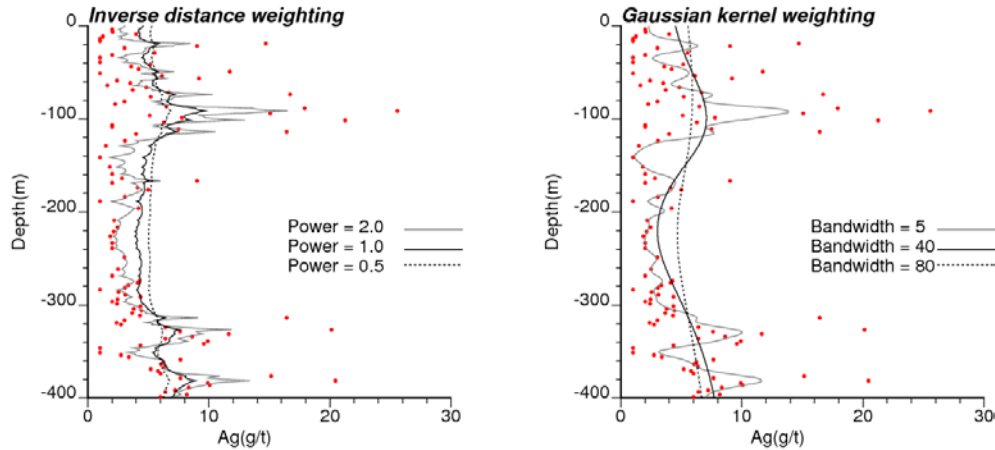 Inverse distance weighting
0
-100
-200
-300
-400
Depth(m)
Power = 2.0
Power = 1.0
Power = 0.5
0 10 20 30
Ag(g/t)
Gaussian kernel weighting
0
-100
-200
-300
-400
Depth(m)
Bandwidth = 5
Bandwidth = 40
Bandwidth = 80
0 10 20 30
Ag(g/t)